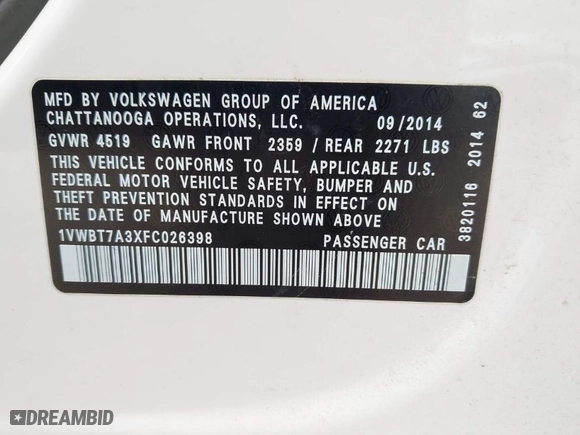 MFD BY VOLKSWAGEN GROUP OF AMERICA
CHATTANOOGA OPERATIONS, LLC. 09/2014
GVWR 4519 GAWR FRONT 2359 / REAR 2271 LBS
THIS VEHICLE CONFORMS TO ALL APPLICABLE U.S.
FEDERAL MOTOR VEHICLE SAFETY, BUMPER AND
THEFT PREVENTION STANDARDS IN EFFECT ON
THE DATE OF MANUFACTURE SHOWN ABOVE
1VWBT7A3XFC026398 PASSENGER CAR
3820116 2014 62
DREAMBID